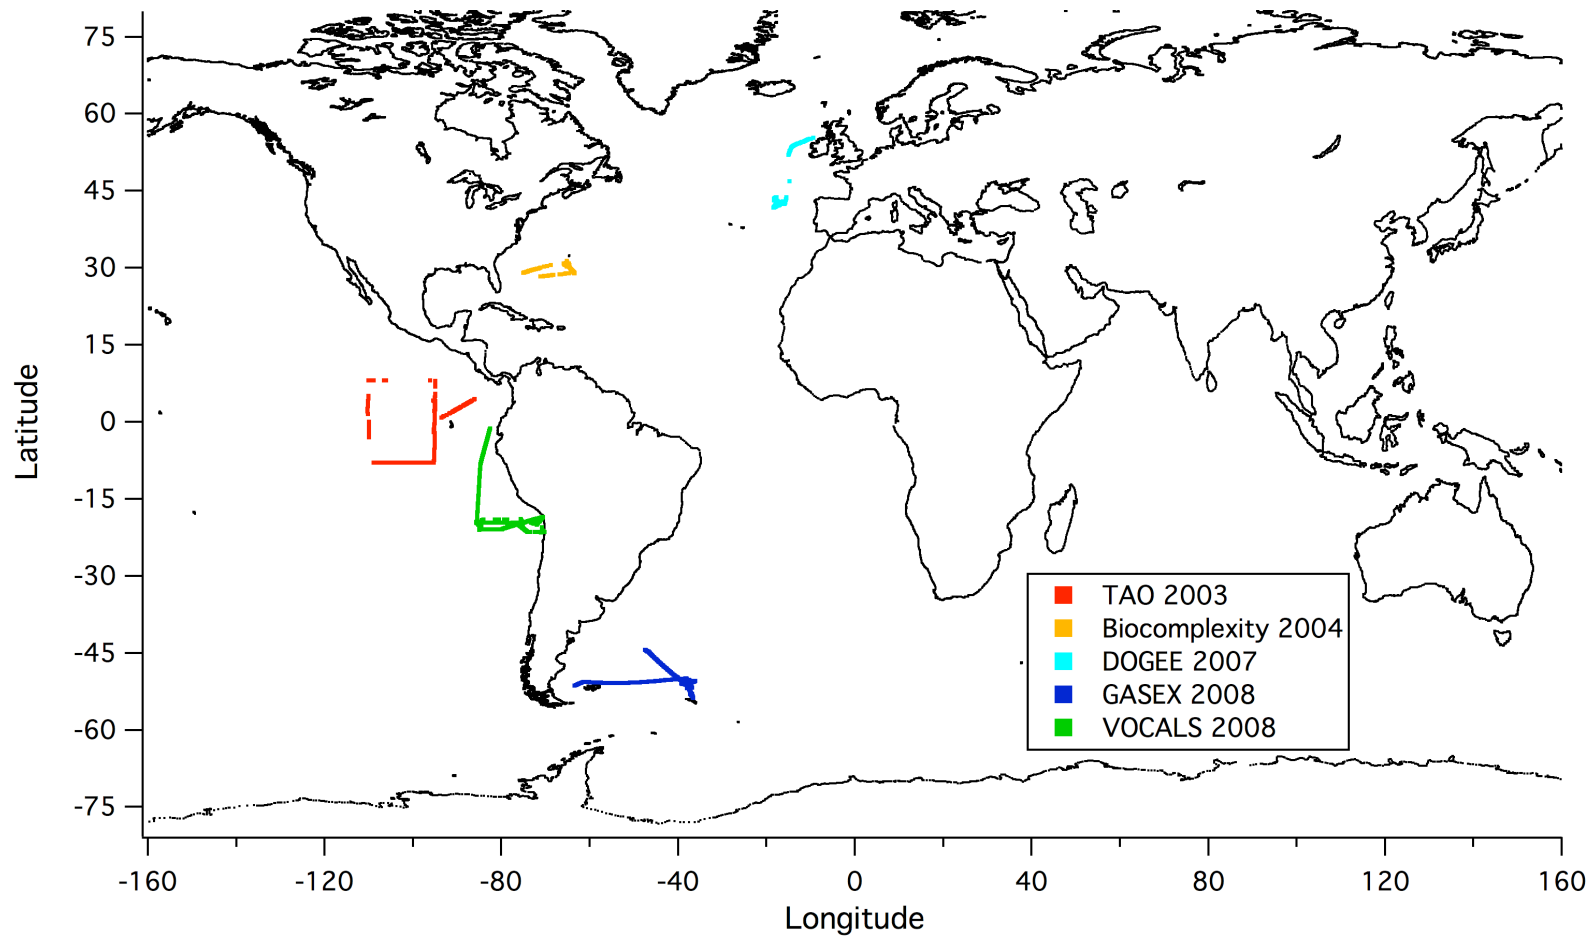 75
60
45
30
15
0
-15
-30
-45
-60
-75
Latitude
TAO 2003
Biocomplexity 2004
DOGEE 2007
GASEX 2008
VOCALS 2008
-160 -120 -80 -40 0 40 80 120 160
Longitude